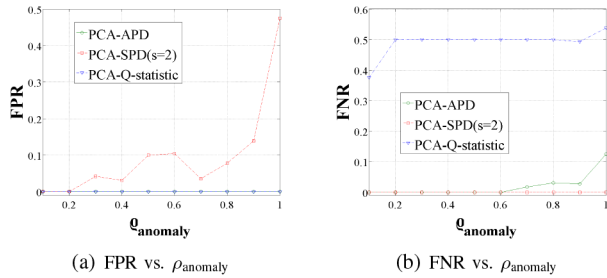 0.5
0.4
0.3
0.2
0.1
0
FPR
PCA-APD
PCA-SPD(s=2)
PCA-Q-statistic
0.2 0.4 0.6 0.8 1
ϱanomaly
(a) FPR vs. ρanomaly
0.6
0.5
0.4
0.3
0.2
0.1
0
FNR
PCA-APD
PCA-SPD(s=2)
PCA-Q-statistic
0.2 0.4 0.6 0.8 1
ϱanomaly
(b) FNR vs. ρanomaly